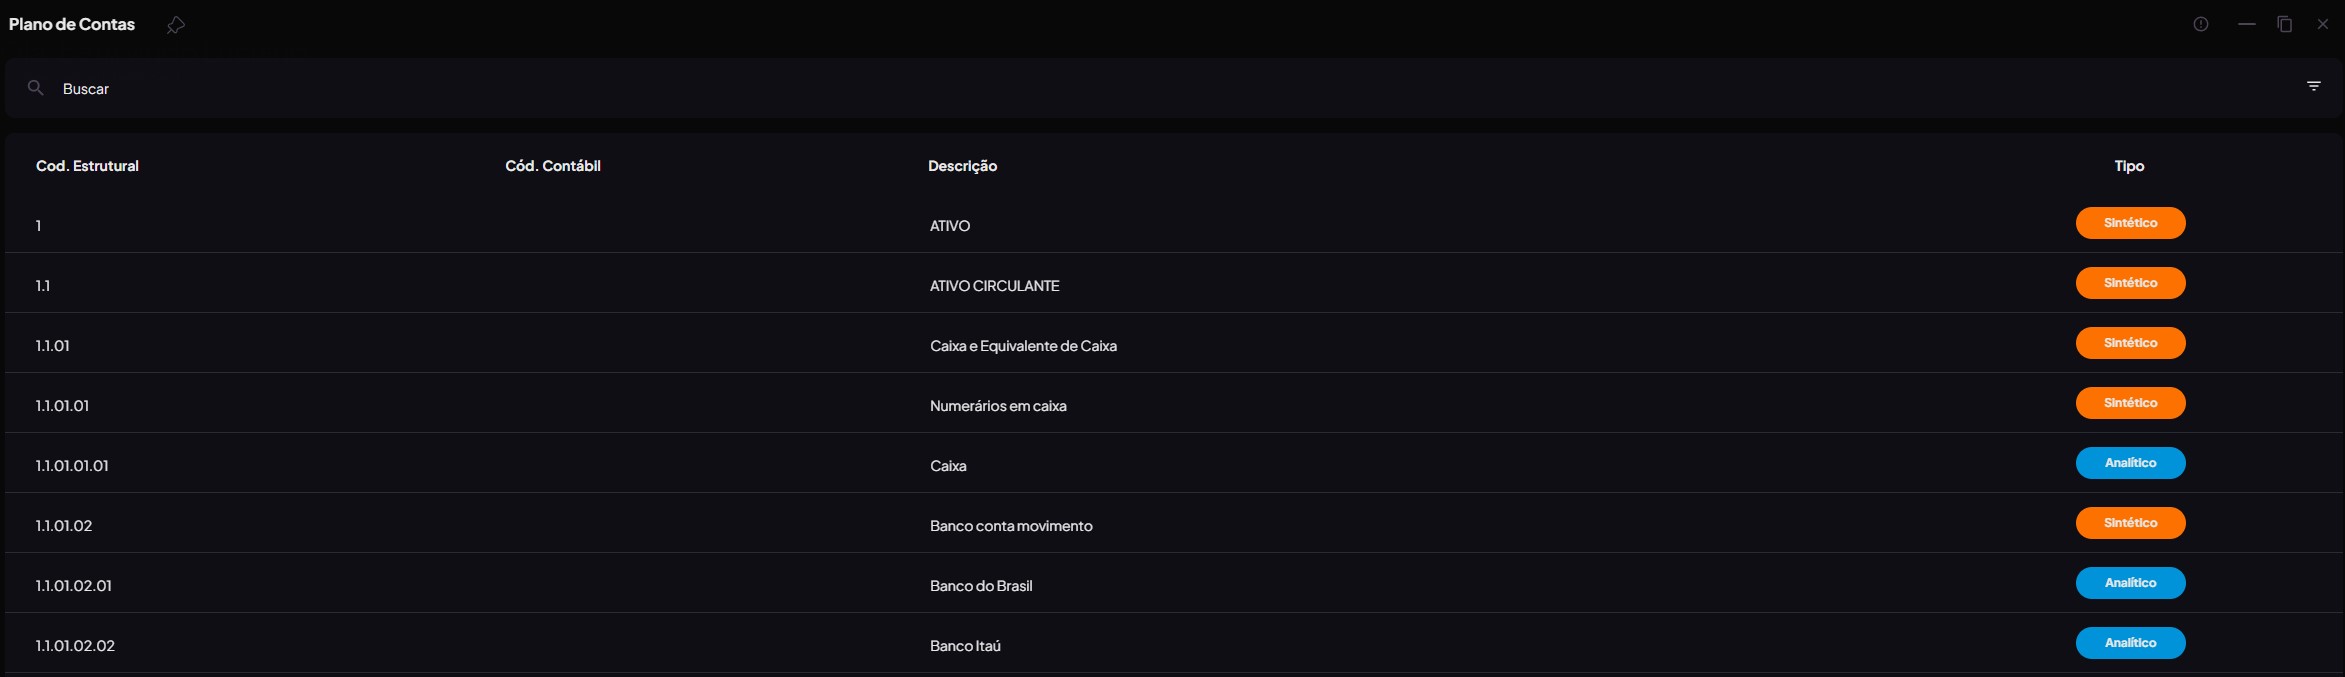 Plano de Contas
Buscar
Cod. Estrutural Cód. Contábil Descrição Tipo
1 ATIVO Sintético
1.1 ATIVO CIRCULANTE Sintético
1.1.01 Caixa e Equivalente de Caixa Sintético
1.1.01.01 Numerários em caixa Sintético
1.1.01.01.01 Caixa Analítico
1.1.01.02 Banco conta movimento Sintético
1.1.01.02.01 Banco do Brasil Analítico
1.1.01.02.02 Banco Itaú Analítico